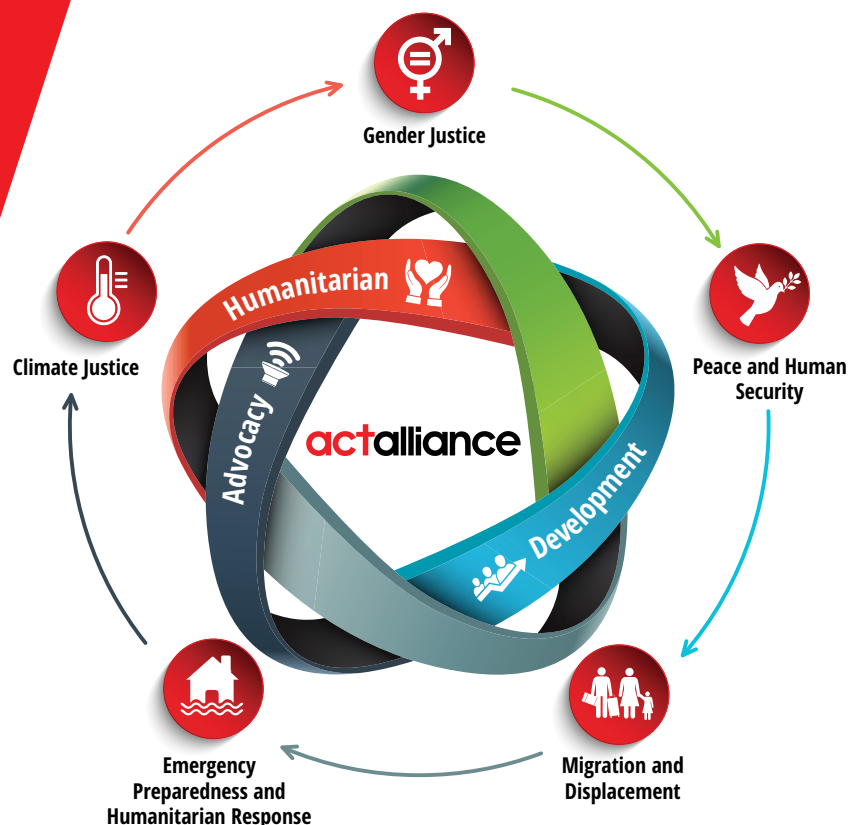 Gender Justice
Humanitarian
Climate Justice
Peace and Human
Security
Advocacy
actalliance
Development
Emergency
Preparedness and
Humanitarian Response
Migration and
Displacement